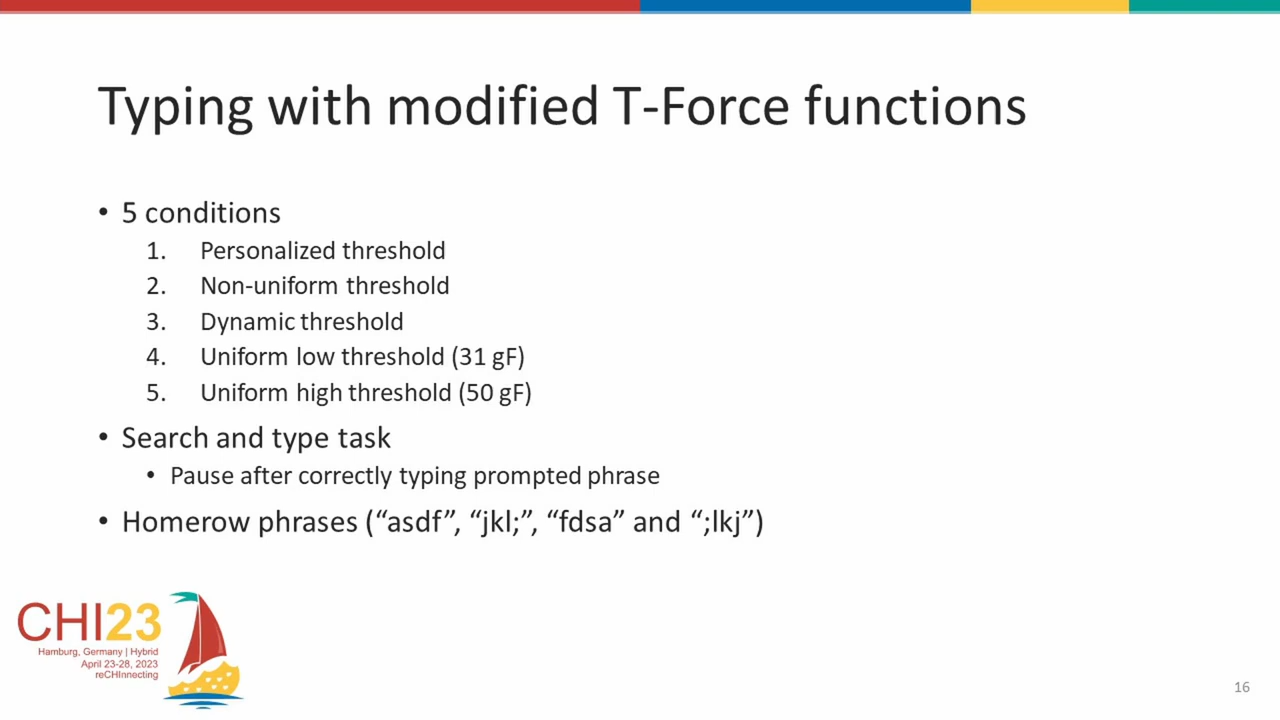 Typing with modified T-Force functions
• 5 conditions
1. Personalized threshold
2. Non-uniform threshold
3. Dynamic threshold
4. Uniform low threshold (31 gF)
5. Uniform high threshold (50 gF)
• Search and type task
• Pause after correctly typing prompted phrase
• Homerow phrases (“asdf”, “jkl;”, “fdsa” and “;lkj”)
CHI23
Hamburg, Germany | Hybrid
April 23-28, 2023
reCHInnecting
16